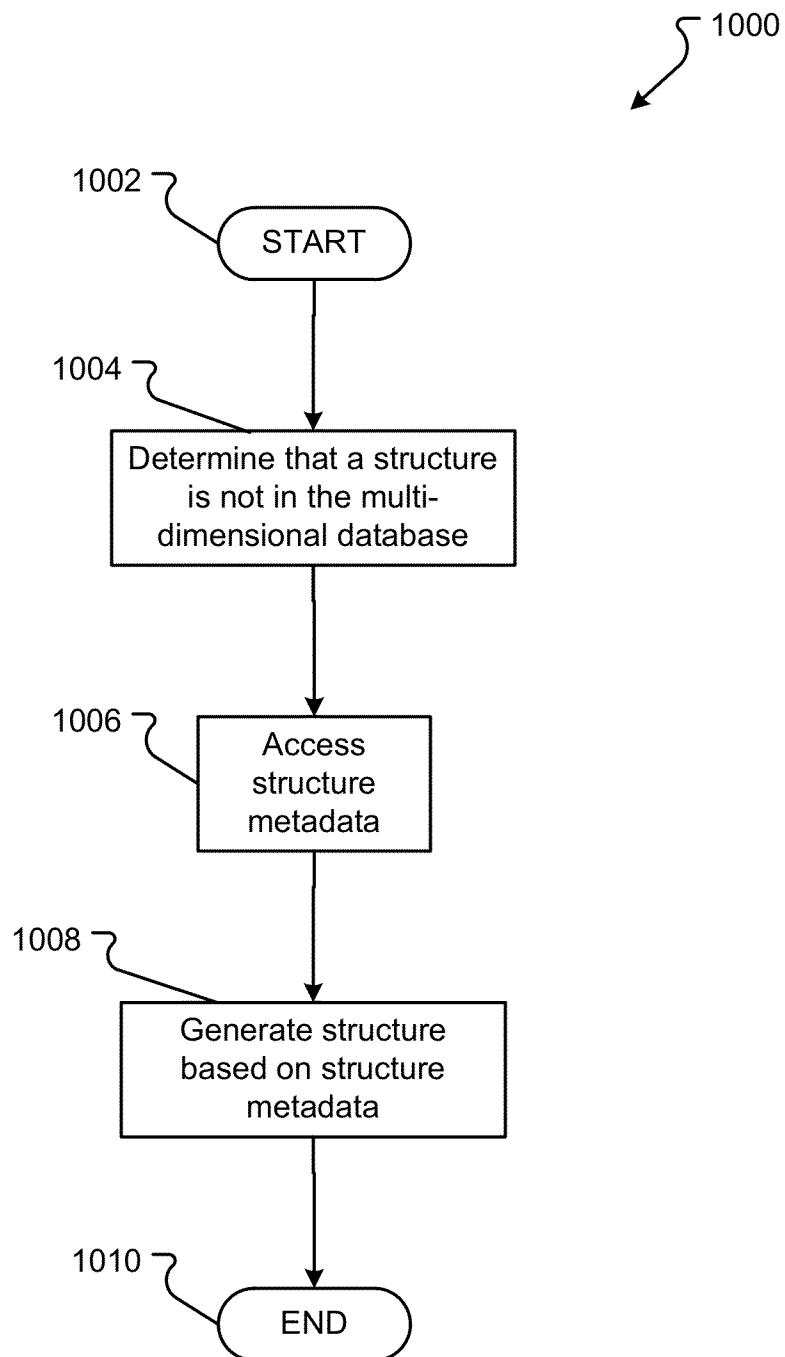 1000
1002
START
1004
Determine that a structure
is not in the multi-
dimensional database
1006
Access
structure
metadata
1008
Generate structure
based on structure
metadata
1010
END